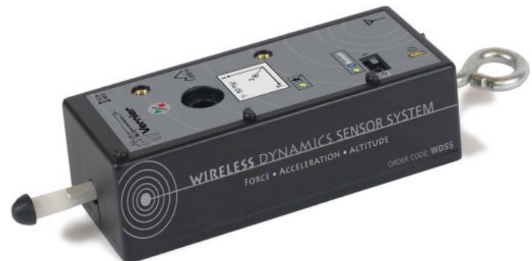 Vernier
WIRELESS DYNAMICS SENSOR SYSTEM
FORCE • ACCELERATION • ALTITUDE
ORDER CODE: WDSS